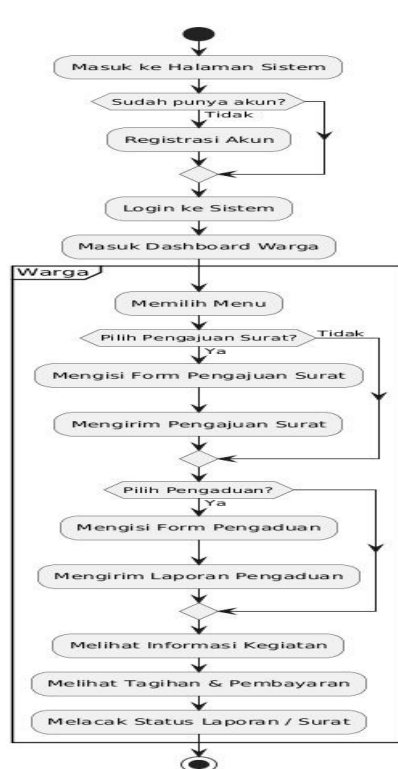 Masuk ke Halaman Sistem
Sudah punya akun?
Tidak
Registrasi Akun
Login ke Sistem
Masuk Dashboard Warga
Warga
Memilih Menu
Pilih Pengajuan Surat?
Tidak
Ya
Mengisi Form Pengajuan Surat
Mengirim Pengajuan Surat
Pilih Pengaduan?
Ya
Mengisi Form Pengaduan
Mengirim Laporan Pengaduan
Melihat Informasi Kegiatan
Melihat Tagihan & Pembayaran
Melacak Status Laporan / Surat